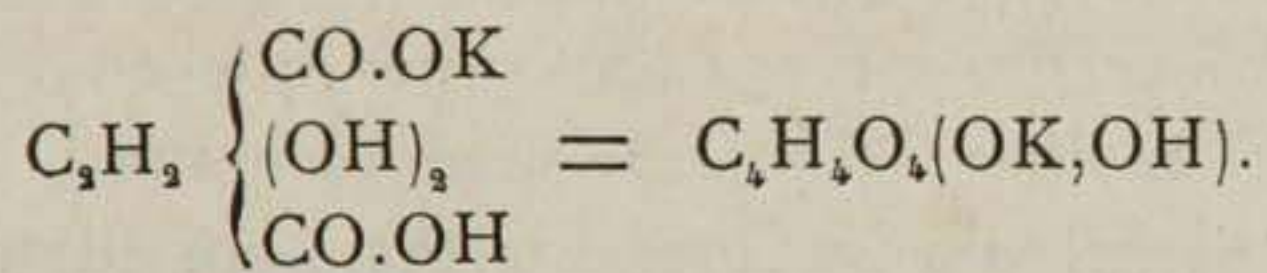 CO.OK
C₂H₂ { (OH)₂ = C₄H₄O₄(OK,OH).
CO.OH